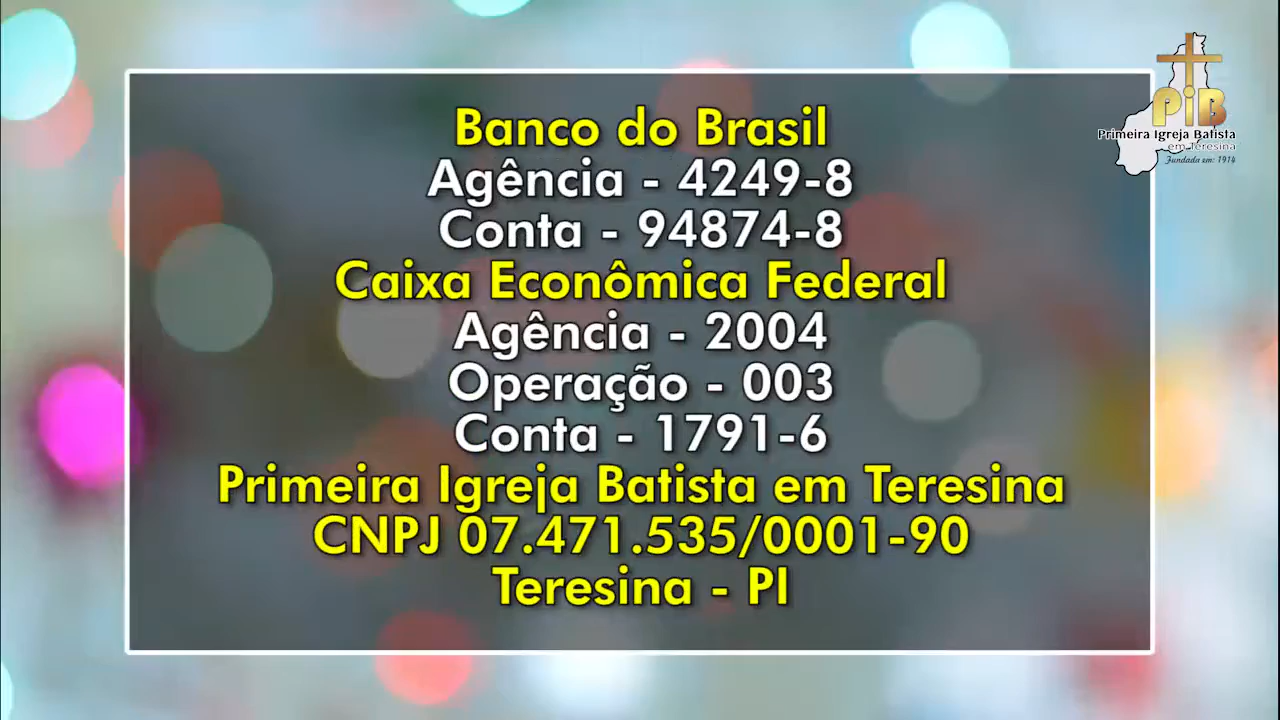 Banco do Brasil
Agência - 4249-8
Conta - 94874-8
Caixa Econômica Federal
Agência - 2004
Operação - 003
Conta - 1791-6
Primeira Igreja Batista em Teresina
CNPJ 07.471.535/0001-90
Teresina - PI
PiB
Primeira Igreja Batista
em Teresina
Fundada em: 1914